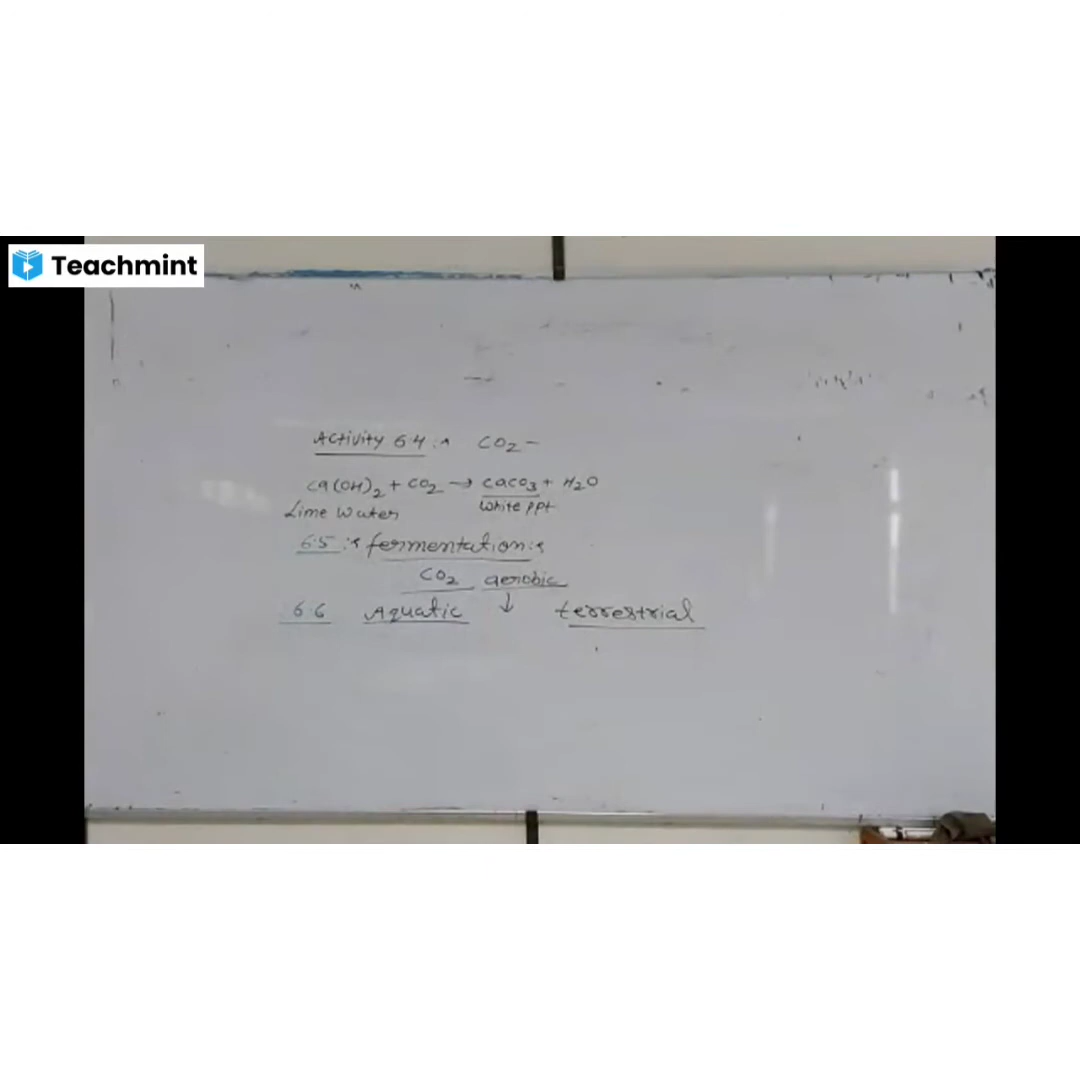 Teachmint
Activity 6.4 :^ CO2 -
Ca(OH)2 + CO2 → CaCO3 + H2O
Lime Water White PPt
6.5 :^ fermentation :^
CO2 aerobic
↓
6.6 Aquatic terrestrial